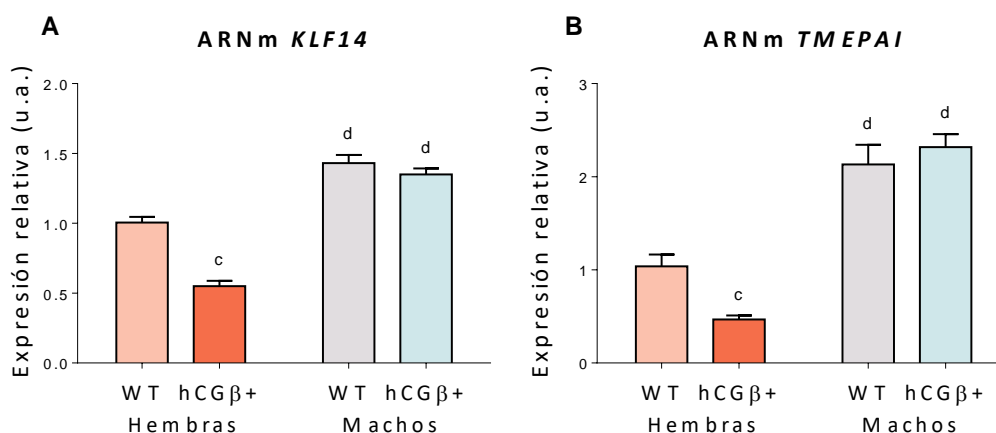 A
ARNm KLF14
Expresión relativa (u.a.)
2.0
1.5
1.0
0.5
0.0
c
d
d
WT hCGβ+ WT hCGβ+
Hembras Machos
B
ARNm TMEPAI
Expresión relativa (u.a.)
3
2
1
0
c
d
d
WT hCGβ+ WT hCGβ+
Hembras Machos